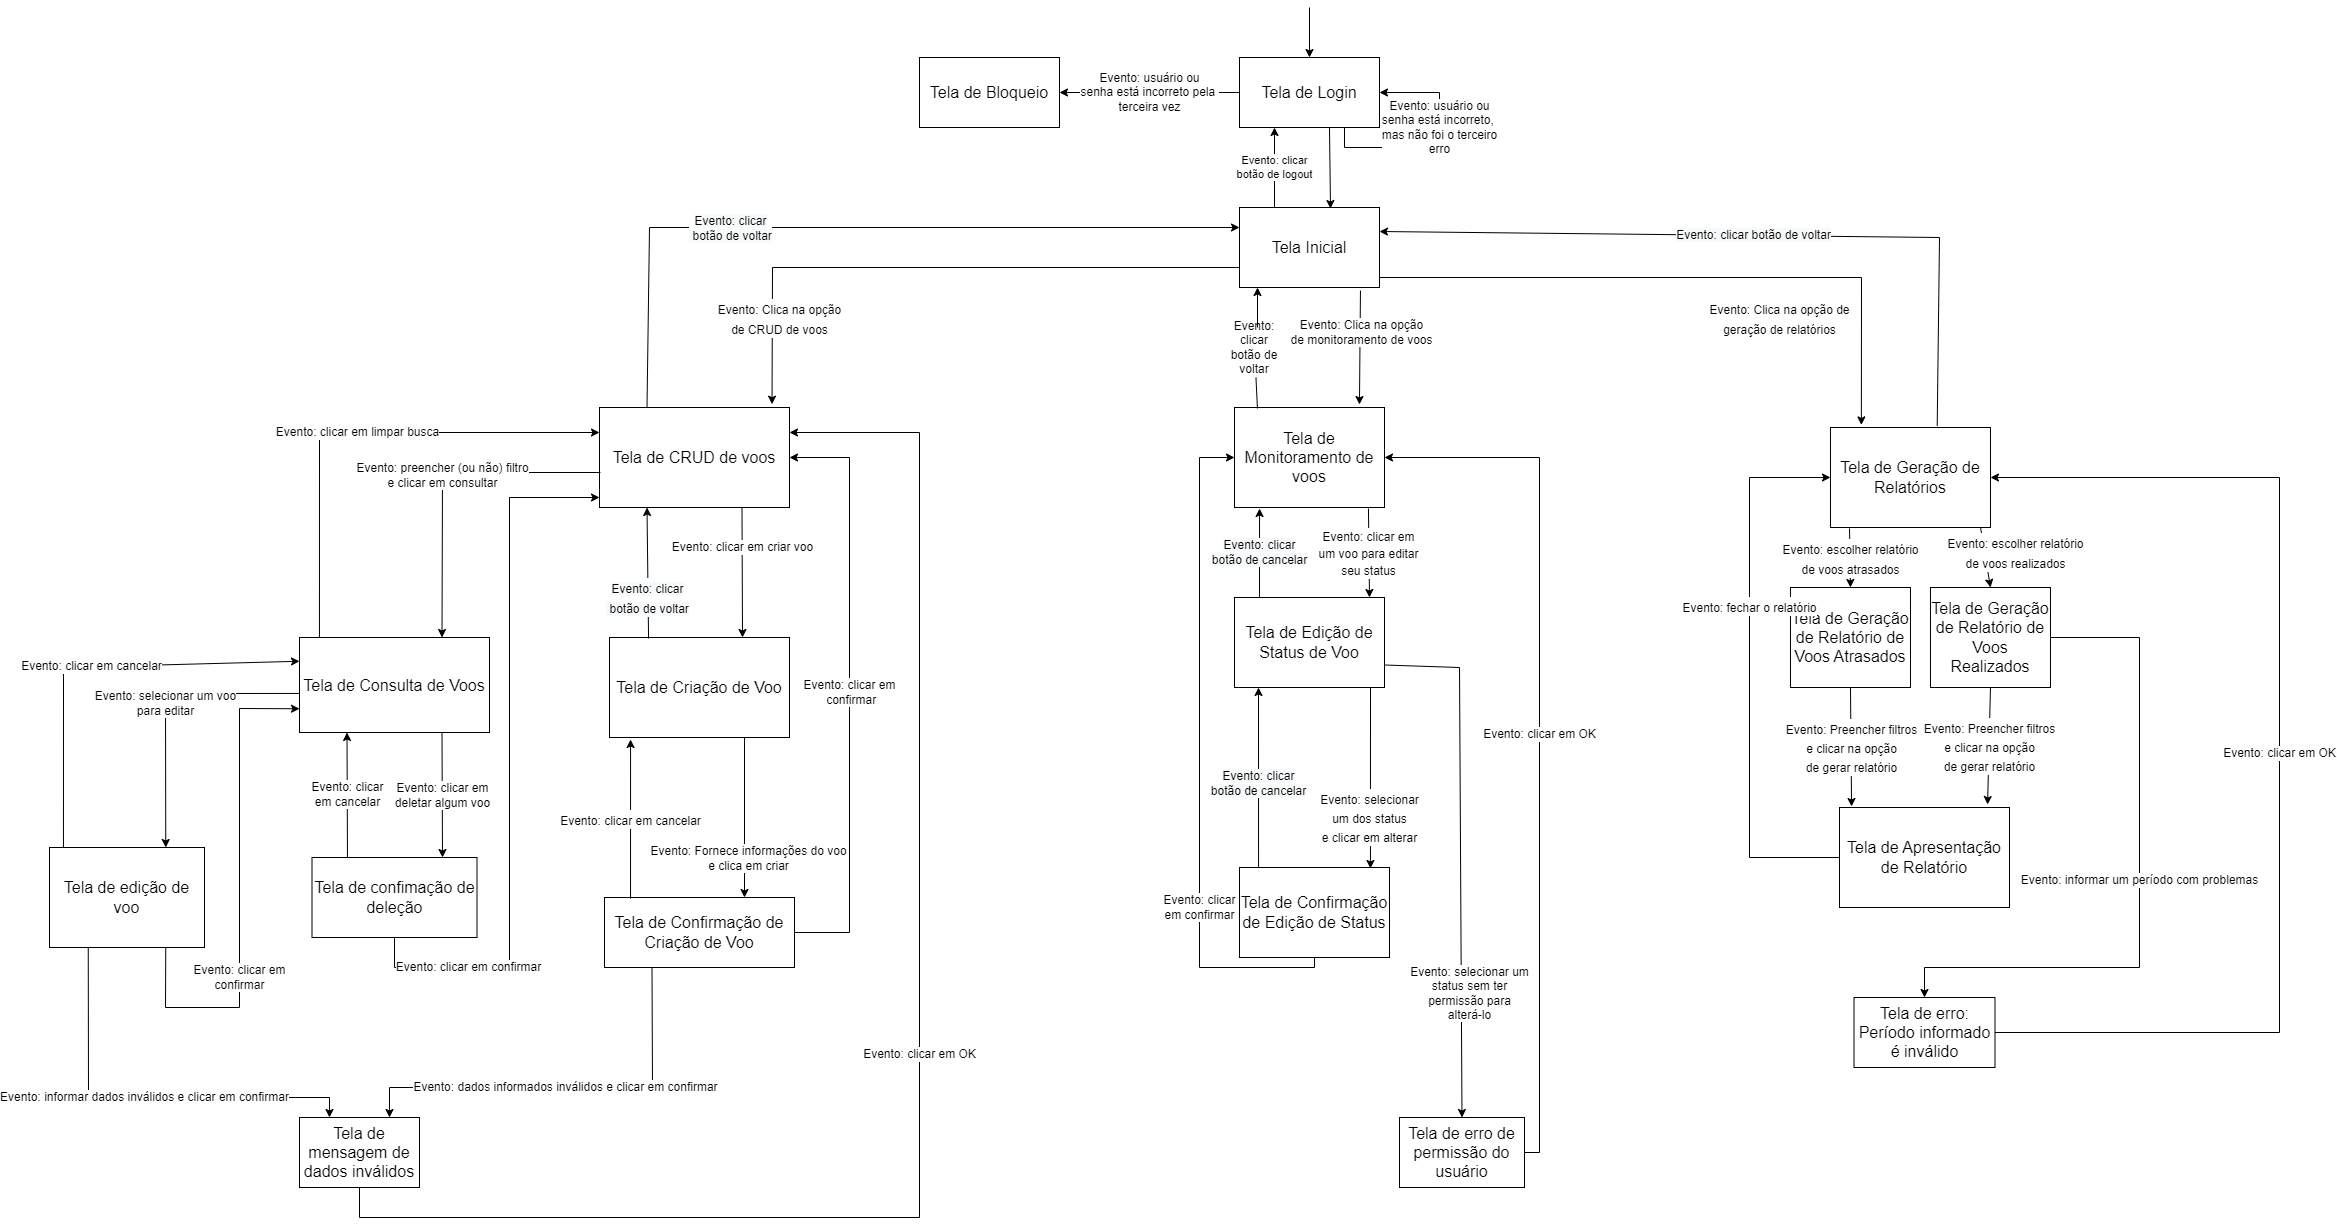 Tela de Bloqueio
Evento: usuário ou
senha está incorreto pela
terceira vez
Tela de Login
Evento: usuário ou
senha está incorreto,
mas não foi o terceiro
erro
Evento: clicar
botão de logout
Evento: clicar
botão de voltar
Tela Inicial
Evento: clicar botão de voltar
Evento: Clica na opção
de CRUD de voos
Evento:
clicar
botão de
voltar
Evento: Clica na opção
de monitoramento de voos
Evento: Clica na opção de
geração de relatórios
Evento: clicar em limpar busca
Evento: preencher (ou não) filtro
e clicar em consultar
Tela de CRUD de voos
Tela de
Monitoramento de
voos
Tela de Geração de
Relatórios
Evento: clicar em criar voo
Evento: clicar
botão de voltar
Evento: clicar
botão de cancelar
Evento: clicar em
um voo para editar
seu status
Evento: escolher relatório
de voos atrasados
Evento: escolher relatório
de voos realizados
Evento: fechar o relatório
Tela de Geração
de Relatório de
Voos Atrasados
Tela de Geração
de Relatório de
Voos
Realizados
Evento: clicar em cancelar
Evento: selecionar um voo
para editar
Tela de Consulta de Voos
Tela de Criação de Voo
Evento: clicar em
confirmar
Tela de Edição de
Status de Voo
Evento: clicar em OK
Evento: Preencher filtros
e clicar na opção
de gerar relatório
Evento: Preencher filtros
e clicar na opção
de gerar relatório
Evento: clicar em OK
Evento: clicar
em cancelar
Evento: clicar em
deletar algum voo
Evento: clicar em cancelar
Evento: Fornece informações do voo
e clica em criar
Evento: clicar
botão de cancelar
Evento: selecionar
um dos status
e clicar em alterar
Tela de Apresentação
de Relatório
Evento: informar um período com problemas
Tela de edição de
voo
Tela de confimação de
deleção
Tela de Confirmação de
Criação de Voo
Evento: clicar
em confirmar
Tela de Confirmação
de Edição de Status
Evento: clicar em
confirmar
Evento: clicar em confirmar
Evento: selecionar um
status sem ter
permissão para
alterá-lo
Tela de erro:
Período informado
é inválido
Evento: clicar em OK
Evento: informar dados inválidos e clicar em confirmar
Evento: dados informados inválidos e clicar em confirmar
Tela de
mensagem de
dados inválidos
Tela de erro de
permissão do
usuário